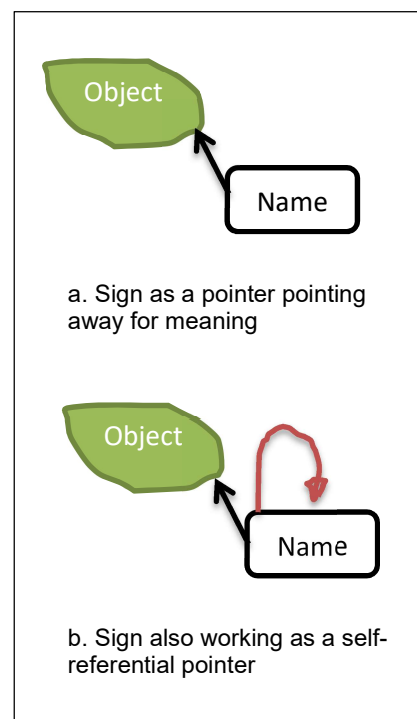 Object
Name
a. Sign as a pointer pointing
away for meaning
Object
Name
b. Sign also working as a self-
referential pointer